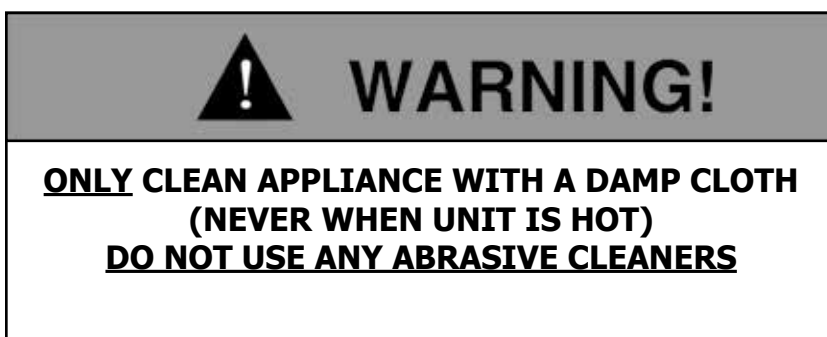 WARNING!
ONLY CLEAN APPLIANCE WITH A DAMP CLOTH
(NEVER WHEN UNIT IS HOT)
DO NOT USE ANY ABRASIVE CLEANERS